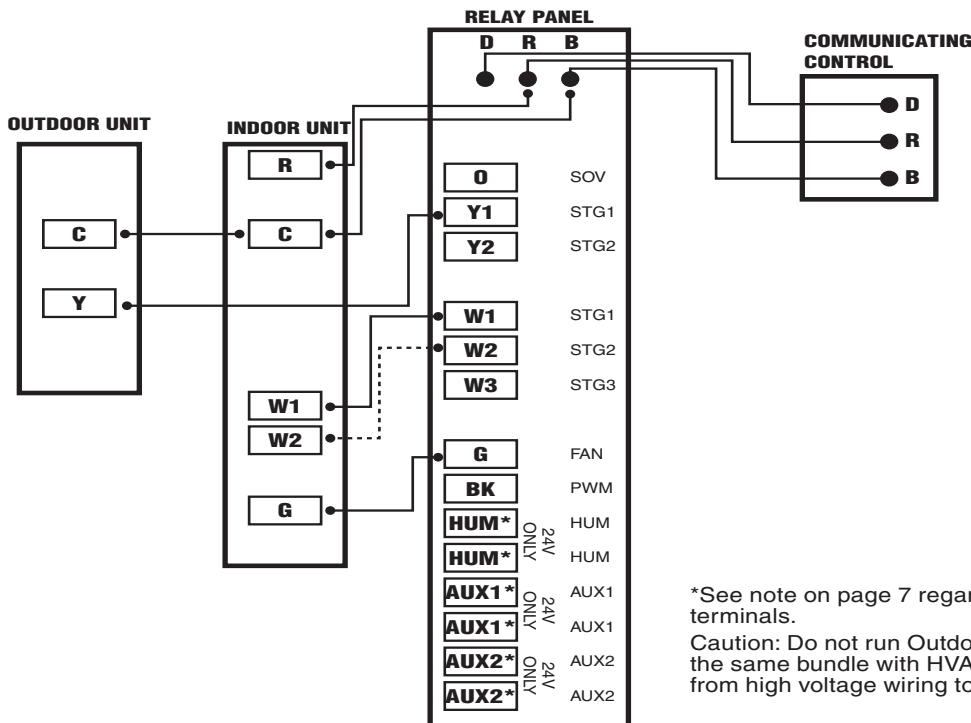 RELAY PANEL
D R B
COMMUNICATING
CONTROL
D
R
B
OUTDOOR UNIT
C
Y
INDOOR UNIT
R
C
W1
W2
G
O SOV
Y1 STG1
Y2 STG2
W1 STG1
W2 STG2
W3 STG3
G FAN
BK PWM
HUM* HUM
HUM* HUM
24V
ONLY
AUX1* AUX1
AUX1* AUX1
24V
ONLY
AUX2* AUX2
AUX2* AUX2
24V
ONLY
*See note on page 7 regar
terminals.
Caution: Do not run Outdo
the same bundle with HVA
from high voltage wiring to